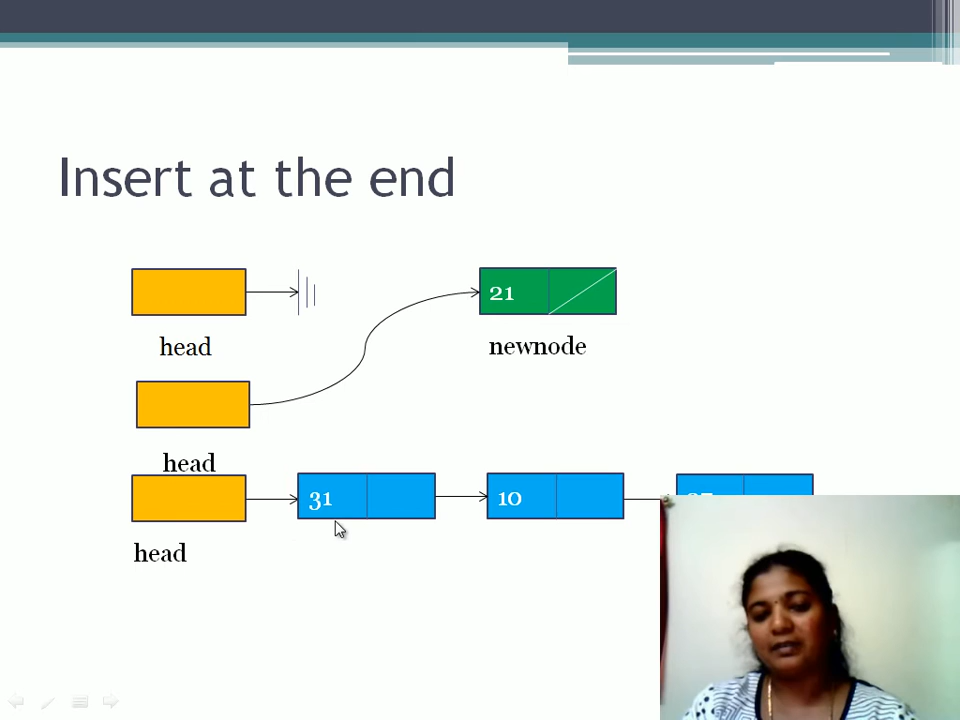 Insert at the end
21
head
newnode
head
31
10
head